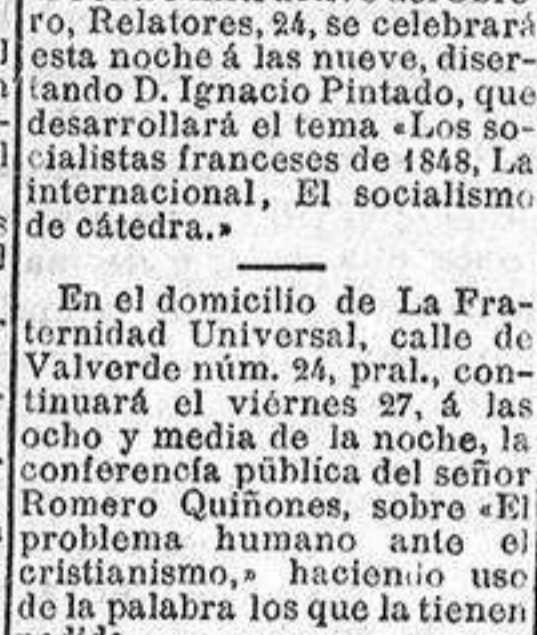 ro, Relatores, 24, se celebrará
esta noche á las nueve, diser-
tando D. Ignacio Pintado, que
desarrollará el tema «Los so-
cialistas franceses de 1848, La
internacional, El socialismo
de cátedra.»
En el domicilio de La Fra-
ternidad Universal, calle de
Valverde núm. 24, pral., con-
tinuará el viérnes 27, á las
ocho y media de la noche, la
conferencía pública del señor
Romero Quiñones, sobre «El
problema humano ante el
cristianismo,» haciendo uso
de la palabra los que la tienen